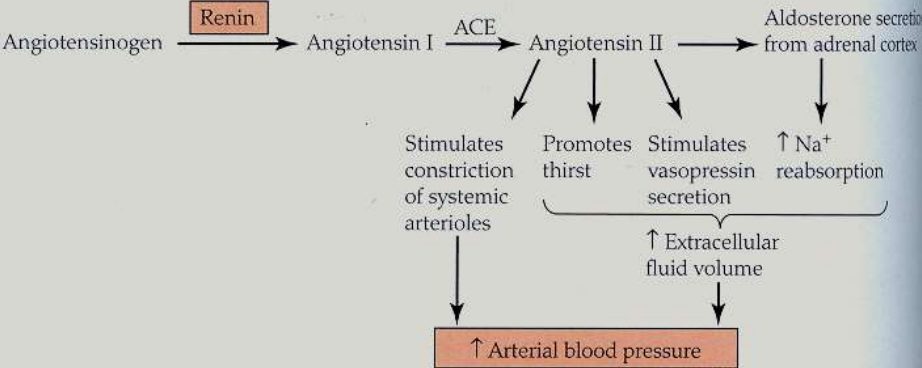 Renin
Angiotensinogen
Angiotensin I
ACE
Angiotensin II
Aldosterone
from adrenal cortex
Stimulates
constriction
of systemic
arterioles
Promotes
thirst
Stimulates
vasopressin
secretion
↑ Na⁺
reabsorption
↑ Extracellular
fluid volume
↑ Arterial blood pressure